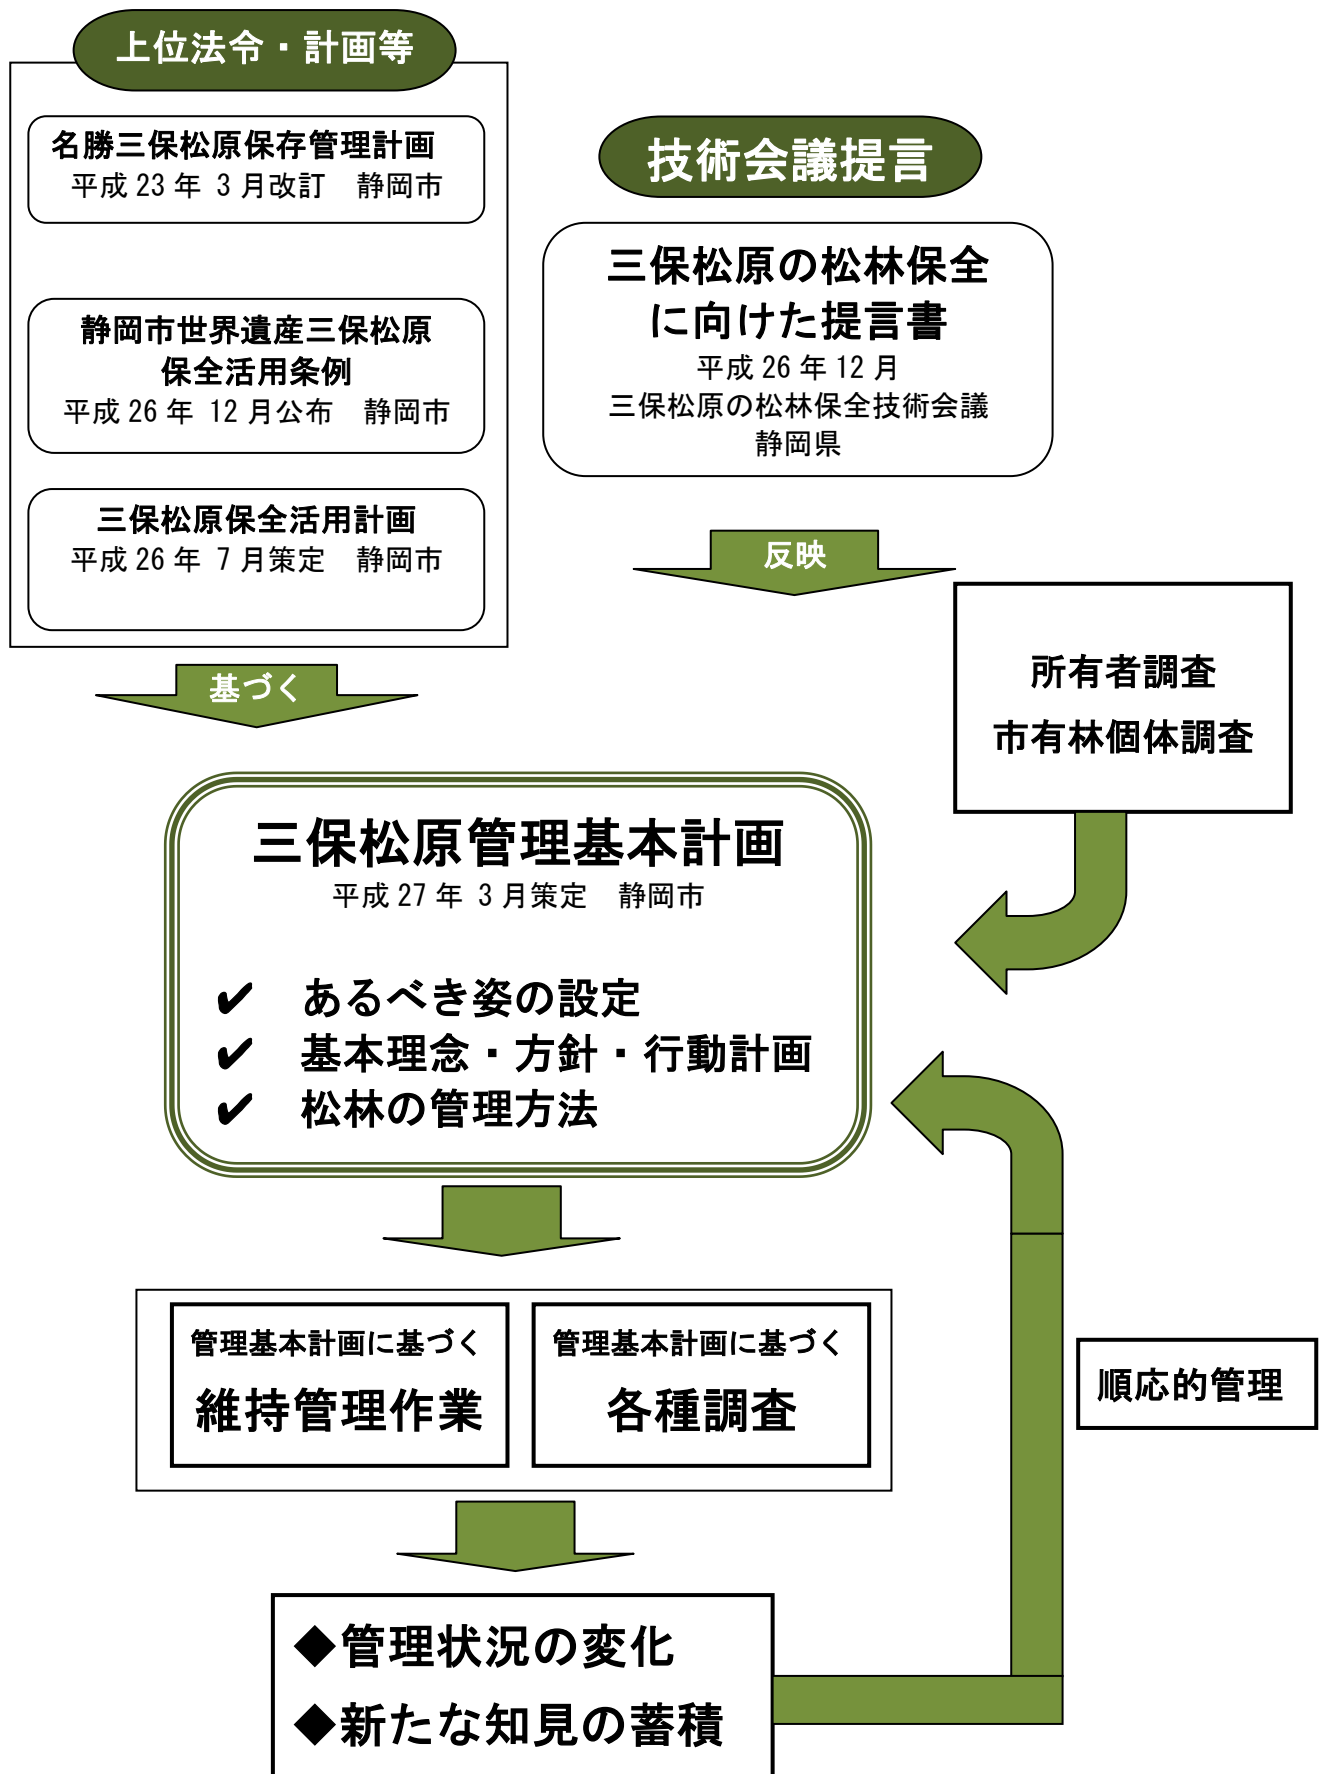 上位法令・計画等
名勝三保松原保存管理計画
平成 23 年 3 月改訂　静岡市
静岡市世界遺産三保松原
保全活用条例
平成 26 年 12 月公布　静岡市
三保松原保全活用計画
平成 26 年 7 月策定　静岡市
基づく
技術会議提言
三保松原の松林保全
に向けた提言書
平成 26 年 12 月
三保松原の松林保全技術会議
静岡県
反映
所有者調査
市有林個体調査
三保松原管理基本計画
平成 27 年 3 月策定　静岡市
✔ あるべき姿の設定
✔ 基本理念・方針・行動計画
✔ 松林の管理方法
管理基本計画に基づく
維持管理作業
管理基本計画に基づく
各種調査
順応的管理
◆管理状況の変化
◆新たな知見の蓄積